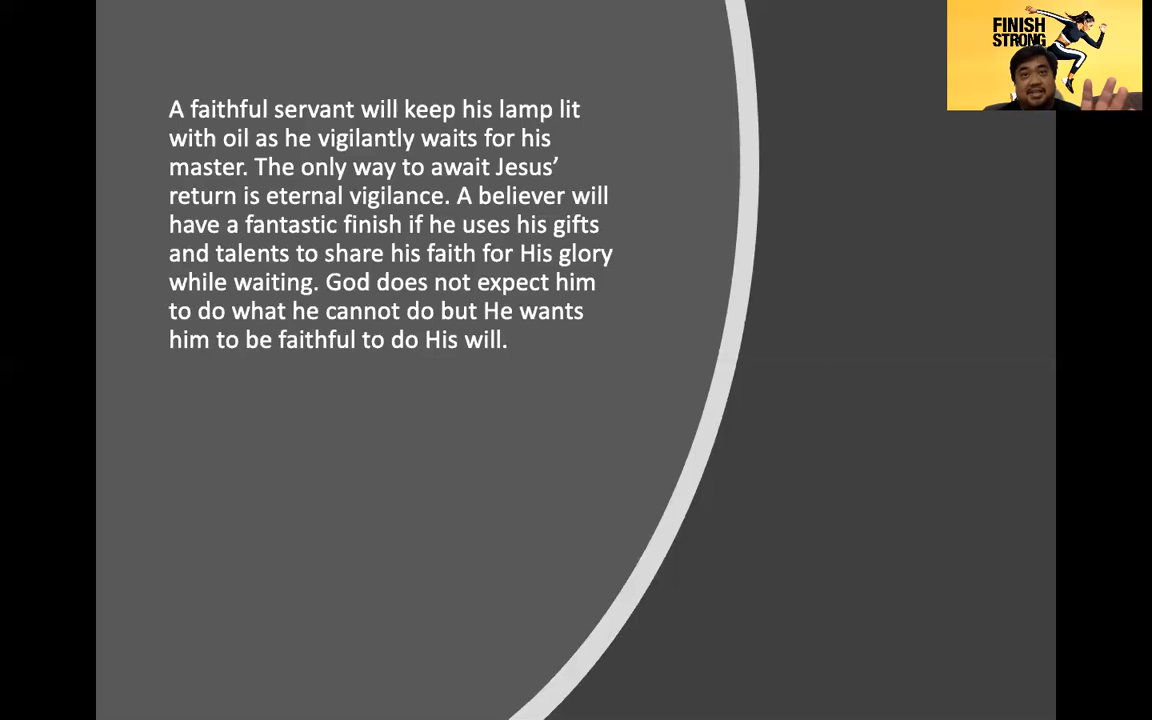 A faithful servant will keep his lamp lit
with oil as he vigilantly waits for his
master. The only way to await Jesus’
return is eternal vigilance. A believer will
have a fantastic finish if he uses his gifts
and talents to share his faith for His glory
while waiting. God does not expect him
to do what he cannot do but He wants
him to be faithful to do His will.
FINISH
STRONG